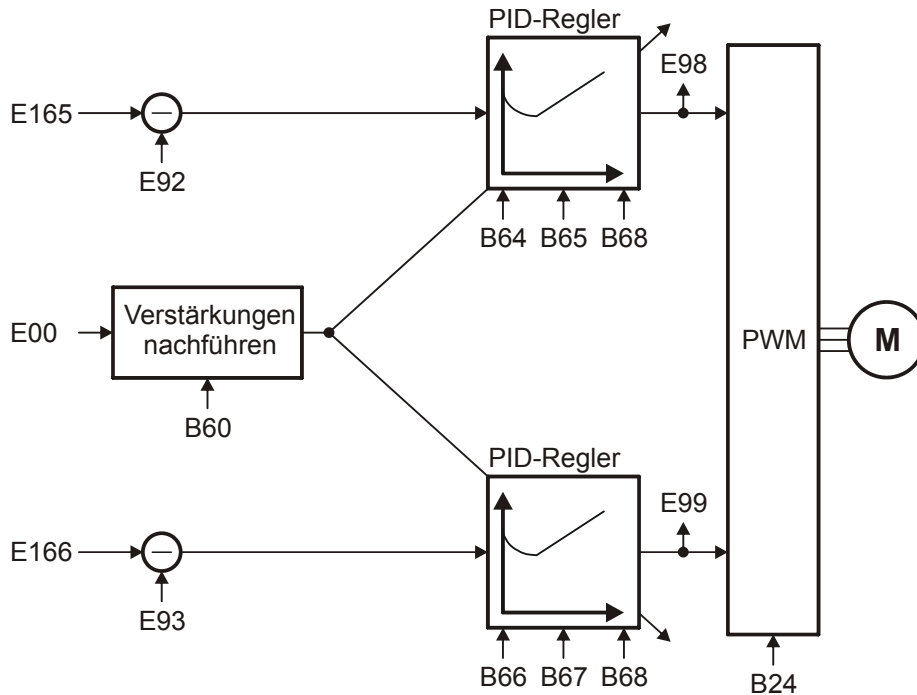 PID-Regler
E98
E165
E92
B64 B65 B68
Verstärkungen
nachführen
E00
PWM
M
B60
PID-Regler
E99
E166
E93
B66 B67 B68
B24